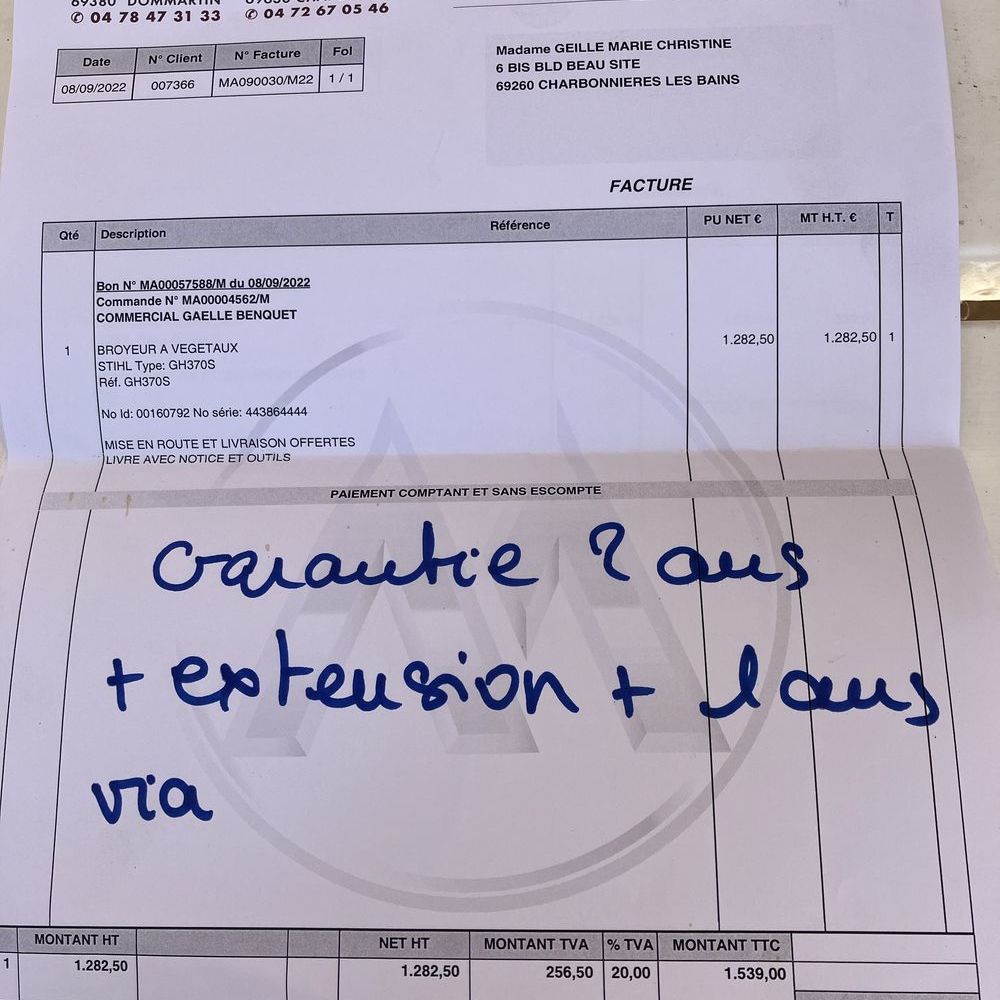 69380 DOMMARTIN
✆ 04 78 47 31 33 ✆ 04 72 67 05 46
Date N° Client N° Facture Fol
08/09/2022 007366 MA090030/M22 1 / 1
Madame GEILLE MARIE CHRISTINE
6 BIS BLD BEAU SITE
69260 CHARBONNIERES LES BAINS
FACTURE
Qté Description Référence PU NET € MT H.T. € T
Bon N° MA00057588/M du 08/09/2022
Commande N° MA00004562/M
COMMERCIAL GAELLE BENQUET
1 BROYEUR A VEGETAUX 1.282,50 1.282,50 1
STIHL Type: GH370S
Réf. GH370S
No Id: 00160792 No série: 443864444
MISE EN ROUTE ET LIVRAISON OFFERTES
LIVRE AVEC NOTICE ET OUTILS
PAIEMENT COMPTANT ET SANS ESCOMPTE
Garantie 2 ans
+ extension + 1 ans
via
MONTANT HT NET HT MONTANT TVA % TVA MONTANT TTC
1 1.282,50 1.282,50 256,50 20,00 1.539,00